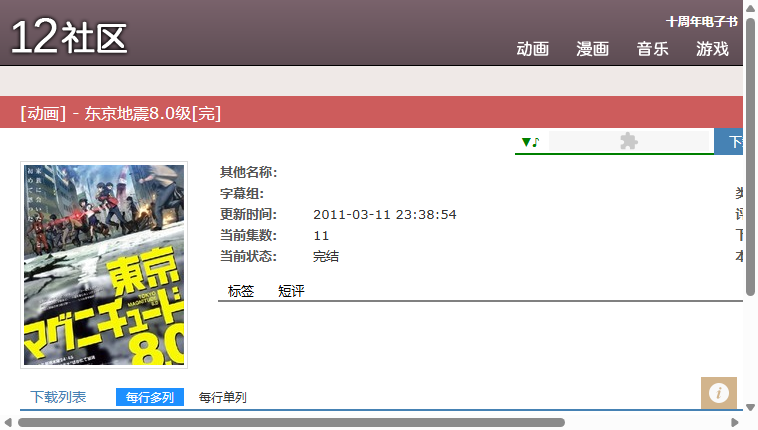 12社区
十周年电子书
动画 漫画 音乐 游戏
[动画] - 东京地震8.0级[完]
▼♪
下
其他名称：
字幕组：
更新时间： 2011-03-11 23:38:54
当前集数： 11
当前状态： 完结
标签 短评
東京
マグニチュード
8.0
TOKYO MAGNITUDE
下载列表 每行多列 每行单列